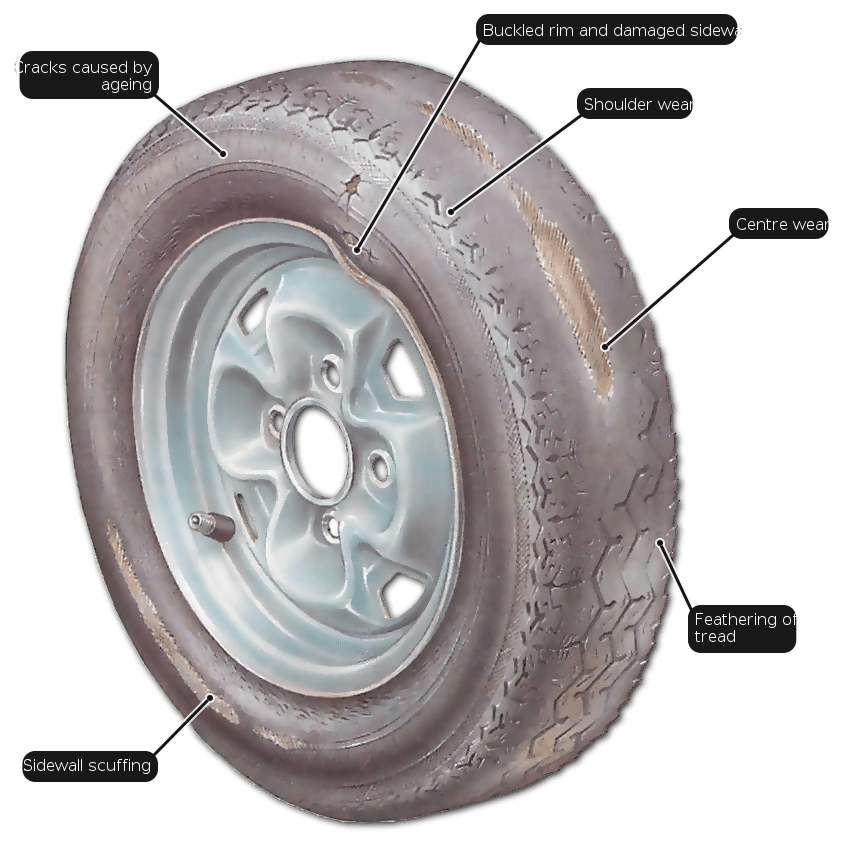 Buckled rim and damaged sidewa
Cracks caused by
ageing
Shoulder wear
Centre wear
Feathering of
tread
Sidewall scuffing